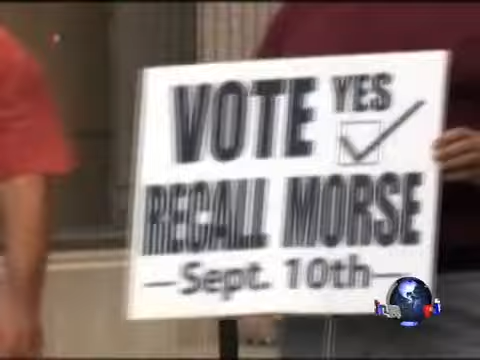 VOTE YES
RECALL MORSE
—Sept. 10th—